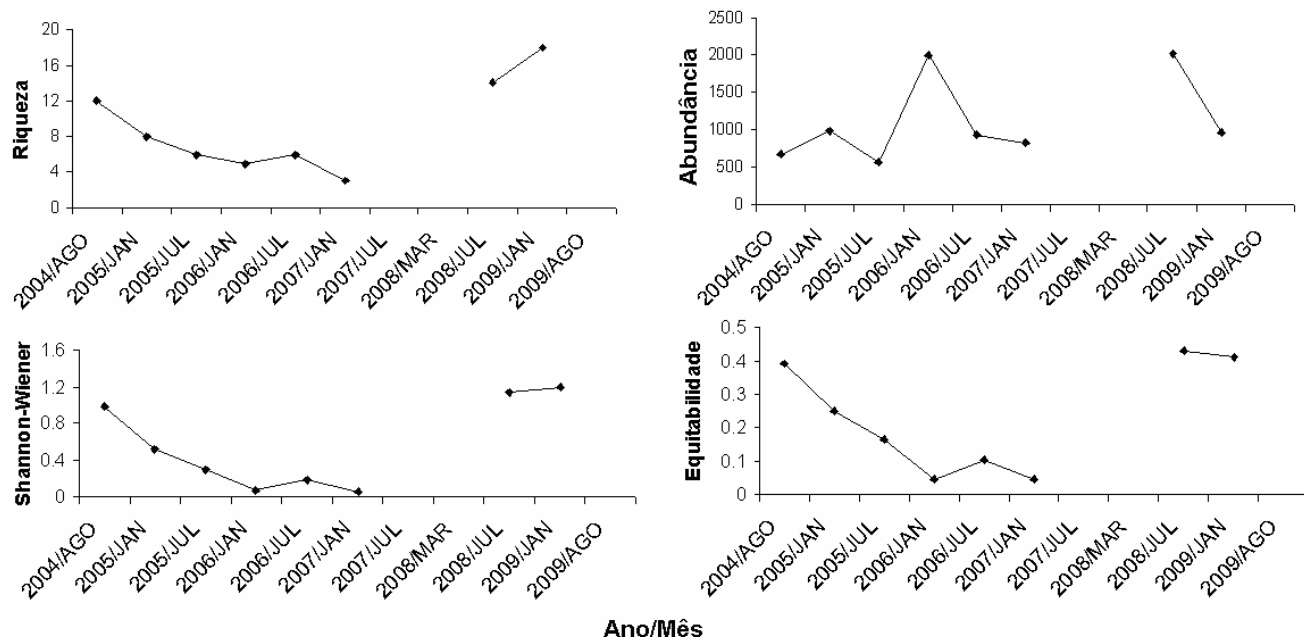 Riqueza
20
16
12
8
4
0
2004/AGO
2005/JAN
2005/JUL
2006/JAN
2006/JUL
2007/JAN
2007/JUL
2008/MAR
2008/JUL
2009/JAN
2009/AGO
Abundância
2500
2000
1500
1000
500
0
2004/AGO
2005/JAN
2005/JUL
2006/JAN
2006/JUL
2007/JAN
2007/JUL
2008/MAR
2008/JUL
2009/JAN
2009/AGO
Shannon-Wiener
1.6
1.2
0.8
0.4
0
2004/AGO
2005/JAN
2005/JUL
2006/JAN
2006/JUL
2007/JAN
2007/JUL
2008/MAR
2008/JUL
2009/JAN
2009/AGO
Equitabilidade
0.5
0.4
0.3
0.2
0.1
0
2004/AGO
2005/JAN
2005/JUL
2006/JAN
2006/JUL
2007/JAN
2007/JUL
2008/MAR
2008/JUL
2009/JAN
2009/AGO
Ano/Mês